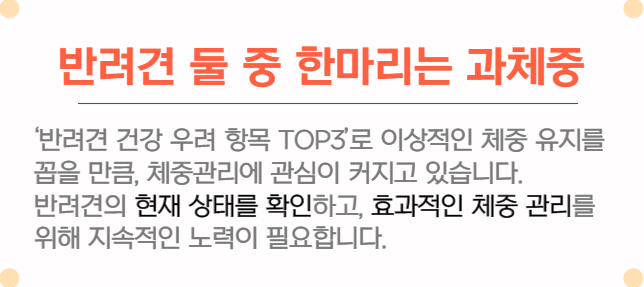 반려견 둘 중 한마리는 과체중
‘반려견 건강 우려 항목 TOP3’로 이상적인 체중 유지를
꼽을 만큼, 체중관리에 관심이 커지고 있습니다.
반려견의 현재 상태를 확인하고, 효과적인 체중 관리를
위해 지속적인 노력이 필요합니다.